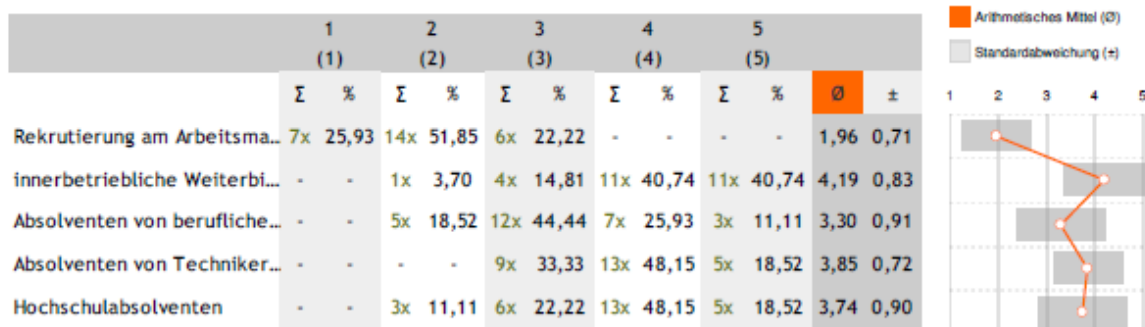 Arithmetisches Mittel (Ø)
Standardabweichung (±)
1 2 3 4 5
(1) (2) (3) (4) (5)
Σ % Σ % Σ % Σ % Σ % Ø ±
1 2 3 4 5
Rekrutierung am Arbeitsma... 7x 25,93 14x 51,85 6x 22,22 - - - - 1,96 0,71
innerbetriebliche Weiterbi... - - 1x 3,70 4x 14,81 11x 40,74 11x 40,74 4,19 0,83
Absolventen von berufliche... - - 5x 18,52 12x 44,44 7x 25,93 3x 11,11 3,30 0,91
Absolventen von Techniker... - - - - 9x 33,33 13x 48,15 5x 18,52 3,85 0,72
Hochschulabsolventen - - 3x 11,11 6x 22,22 13x 48,15 5x 18,52 3,74 0,90